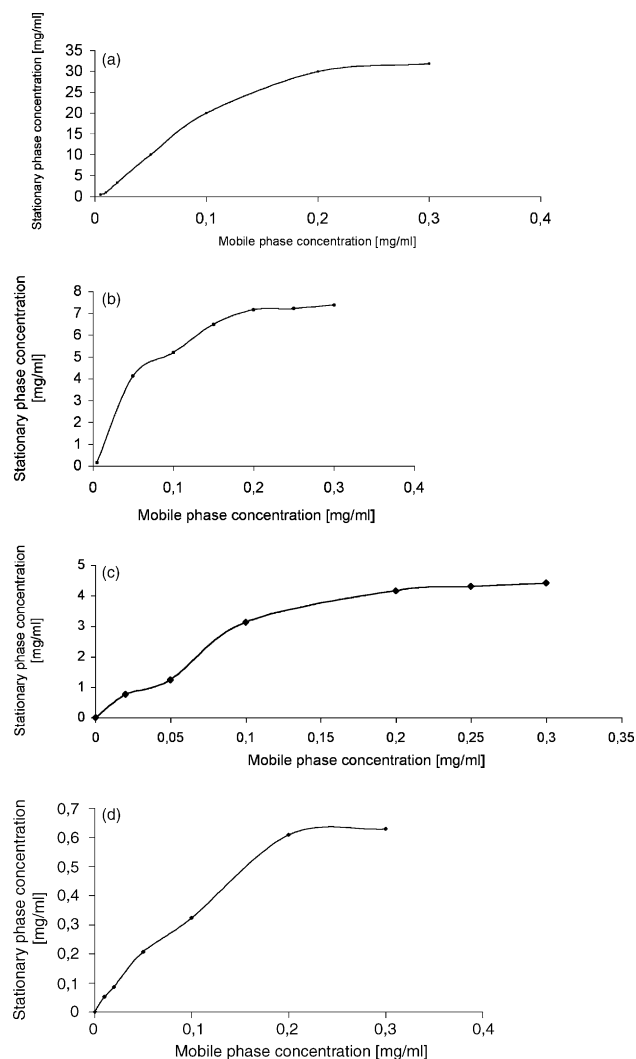 (a)
Stationary phase concentration [mg/ml]
35
30
25
20
15
10
5
0
0 0,1 0,2 0,3 0,4
Mobile phase concentration [mg/ml]
(b)
Stationary phase concentration
[mg/ml]
8
7
6
5
4
3
2
1
0
0 0,1 0,2 0,3 0,4
Mobile phase concentration [mg/ml]
(c)
Stationary phase concentration
[mg/ml]
5
4
3
2
1
0
0 0,05 0,1 0,15 0,2 0,25 0,3 0,35
Mobile phase concentration [mg/ml]
(d)
Stationary phase concentration
[mg/ml]
0,7
0,6
0,5
0,4
0,3
0,2
0,1
0
0 0,1 0,2 0,3 0,4
Mobile phase concentration [mg/ml]